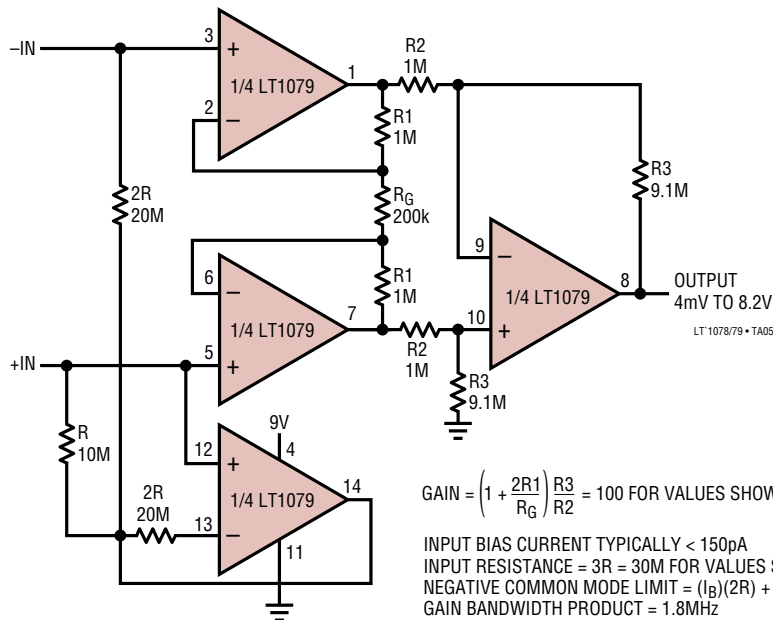 –IN
3
+
1/4 LT1079
2
–
1
R2
1M
R1
1M
RG
200k
R1
1M
2R
20M
R3
9.1M
6
–
1/4 LT1079
7
5
+
+IN
9
–
1/4 LT1079
8
10
+
OUTPUT
4mV TO 8.2V
LT1078/79 • TA05
R2
1M
R3
9.1M
R
10M
9V
4
12
+
1/4 LT1079
14
2R
20M
13
–
11
GAIN = (1 + 2R1/RG) R3/R2 = 100 FOR VALUES
INPUT BIAS CURRENT TYPICALLY < 150pA
INPUT RESISTANCE = 3R = 30M FOR VALUES
NEGATIVE COMMON MODE LIMIT = (IB)(2R) +
GAIN BANDWIDTH PRODUCT = 1.8MHz